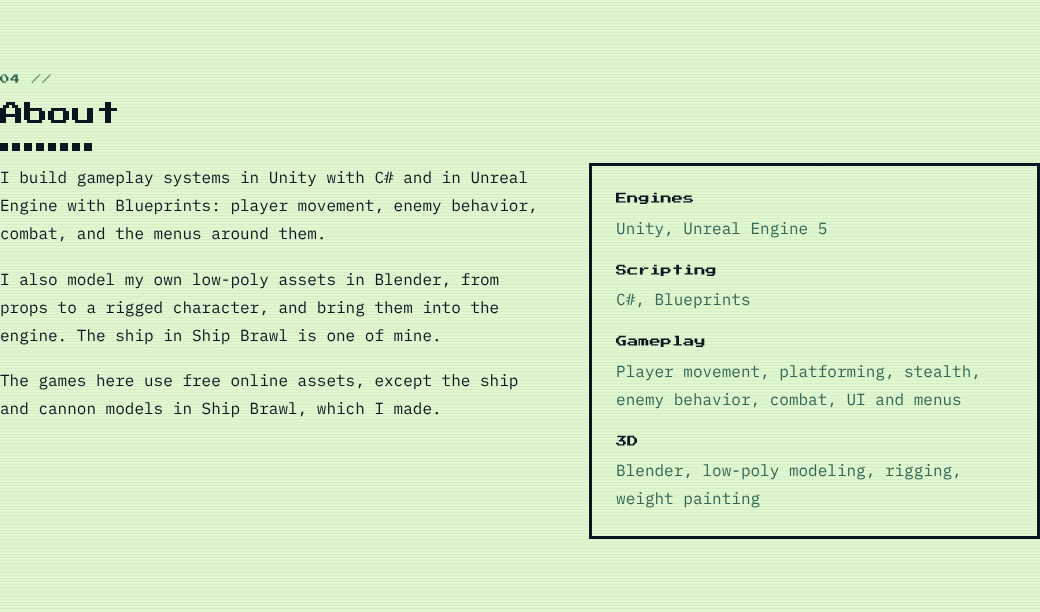 04 //
About
I build gameplay systems in Unity with C# and in Unreal
Engine with Blueprints: player movement, enemy behavior,
combat, and the menus around them.
I also model my own low-poly assets in Blender, from
props to a rigged character, and bring them into the
engine. The ship in Ship Brawl is one of mine.
The games here use free online assets, except the ship
and cannon models in Ship Brawl, which I made.
Engines
Unity, Unreal Engine 5
Scripting
C#, Blueprints
Gameplay
Player movement, platforming, stealth,
enemy behavior, combat, UI and menus
3D
Blender, low-poly modeling, rigging,
weight painting